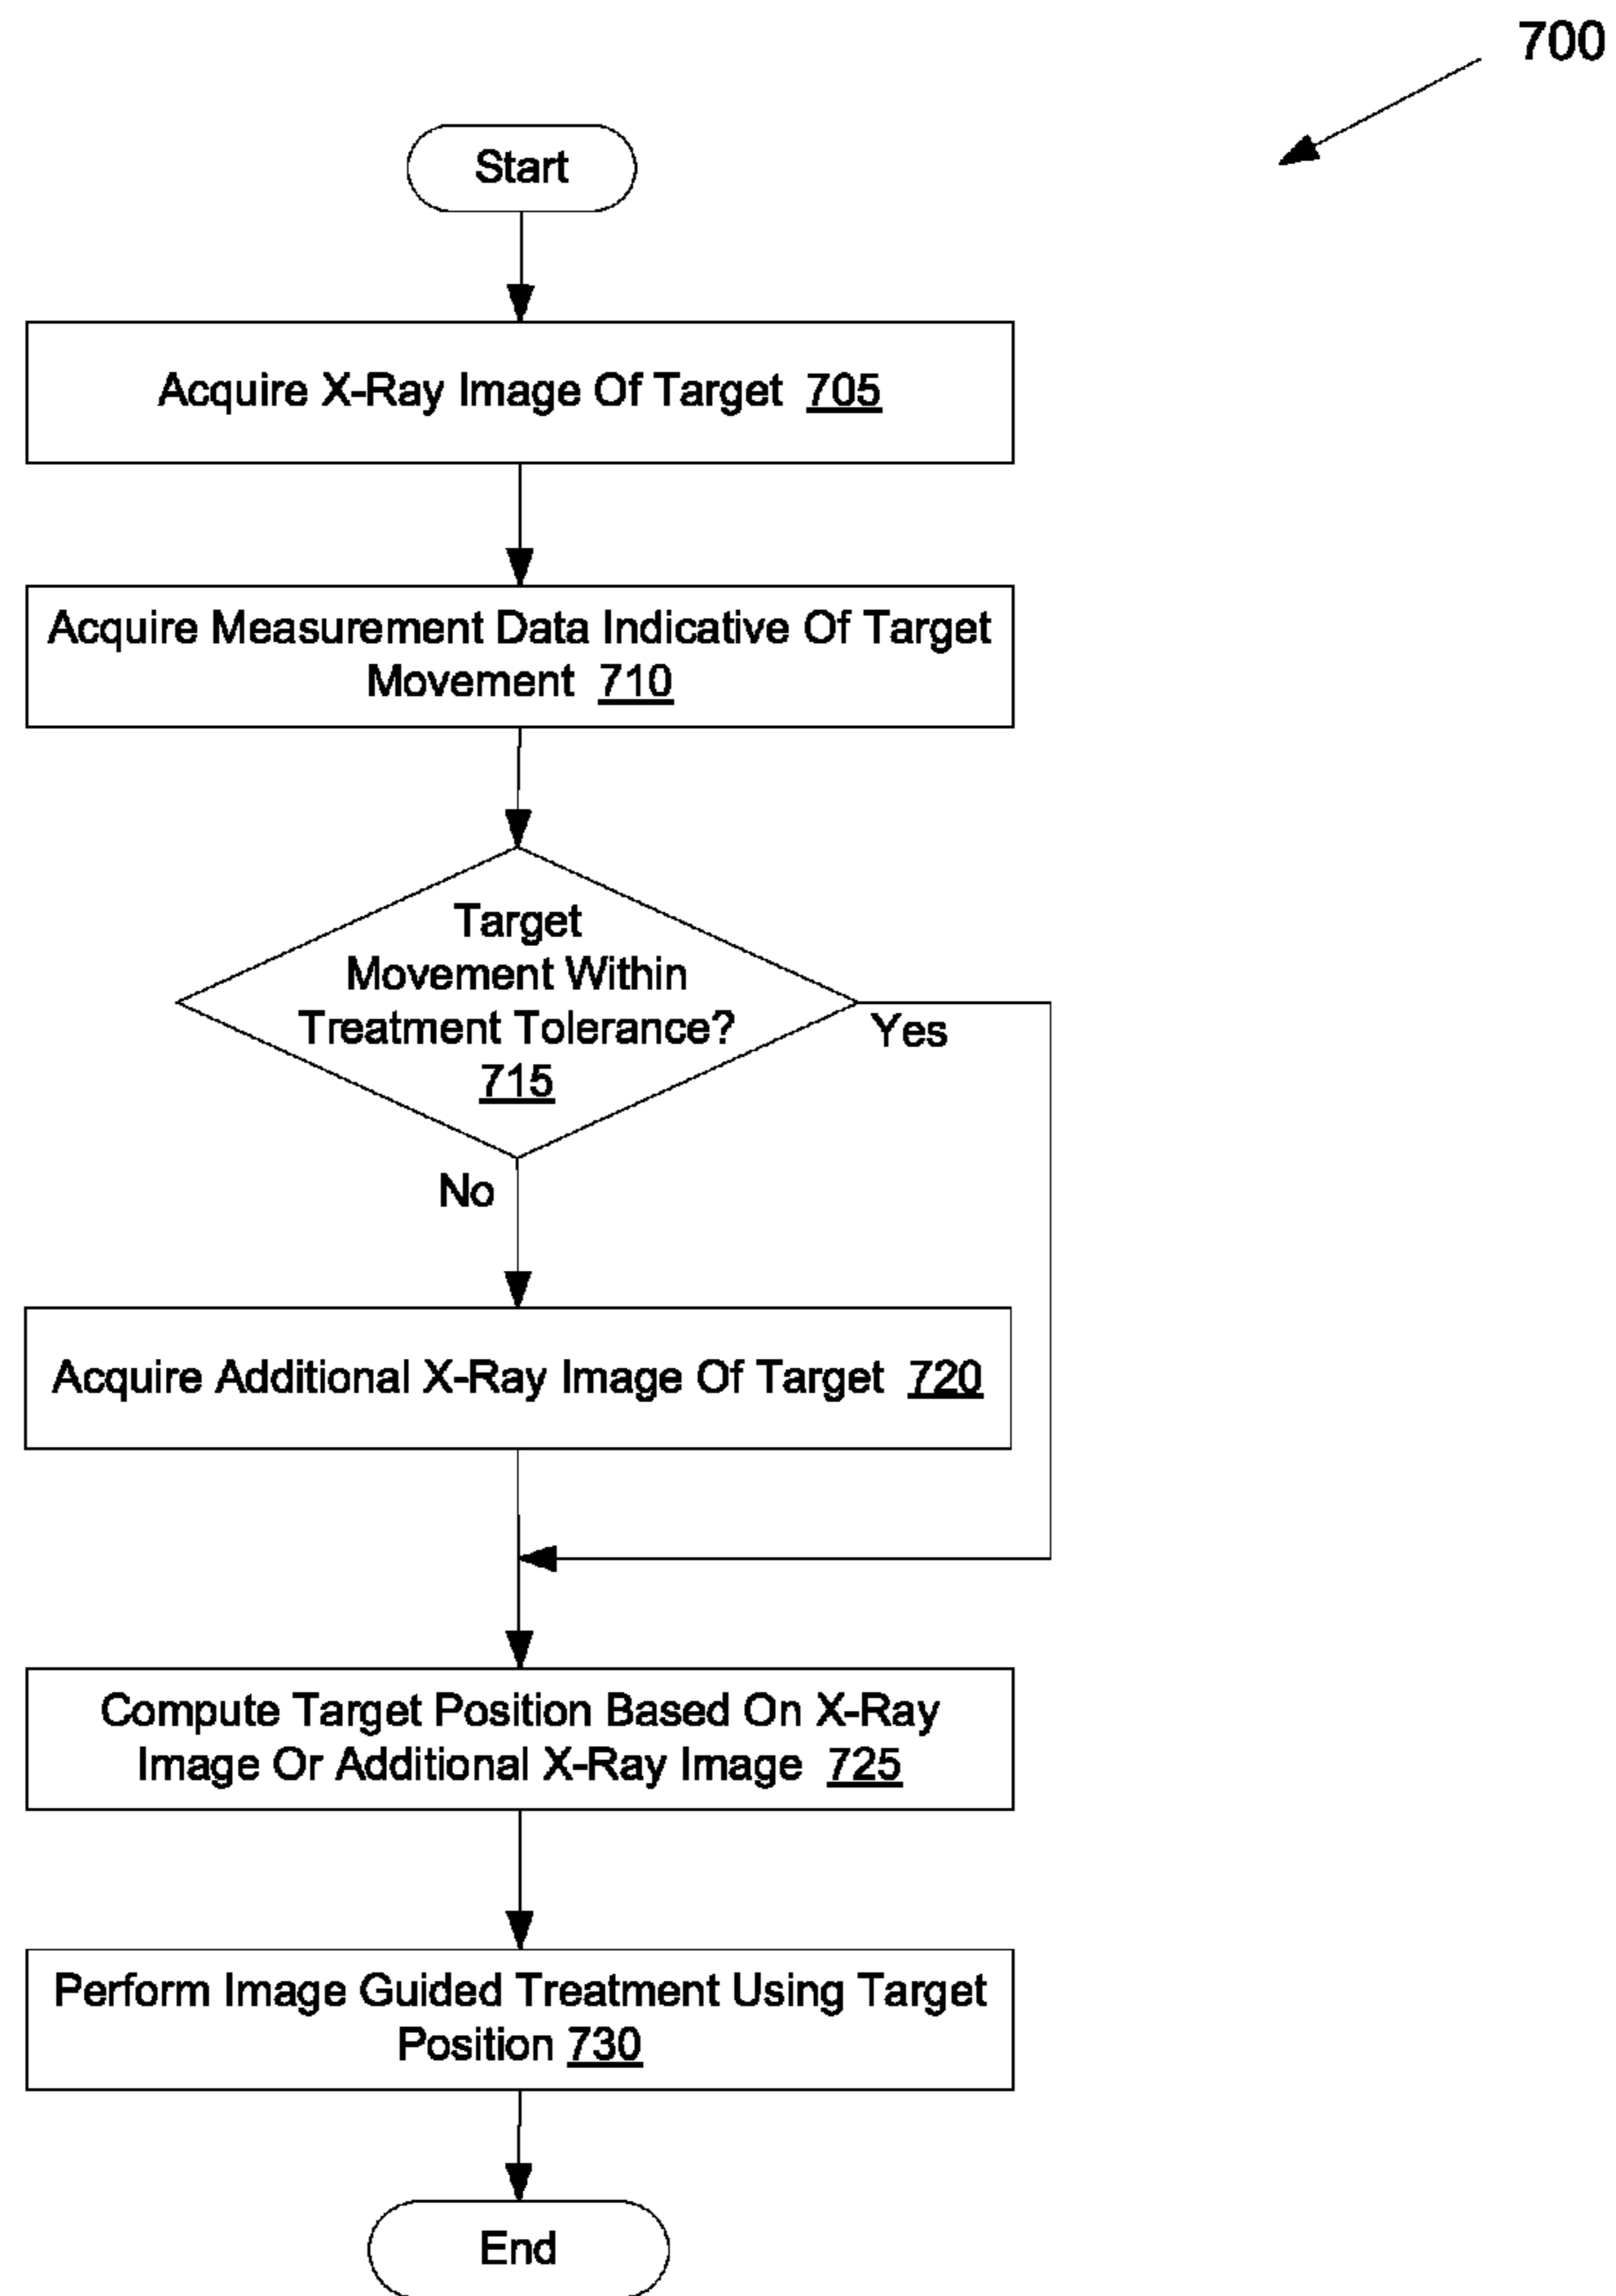 700
Start
Acquire X-Ray Image Of Target 705
Acquire Measurement Data Indicative Of Target
Movement 710
Target
Movement Within
Treatment Tolerance?
715
Yes
No
Acquire Additional X-Ray Image Of Target 720
Compute Target Position Based On X-Ray
Image Or Additional X-Ray Image 725
Perform Image Guided Treatment Using Target
Position 730
End